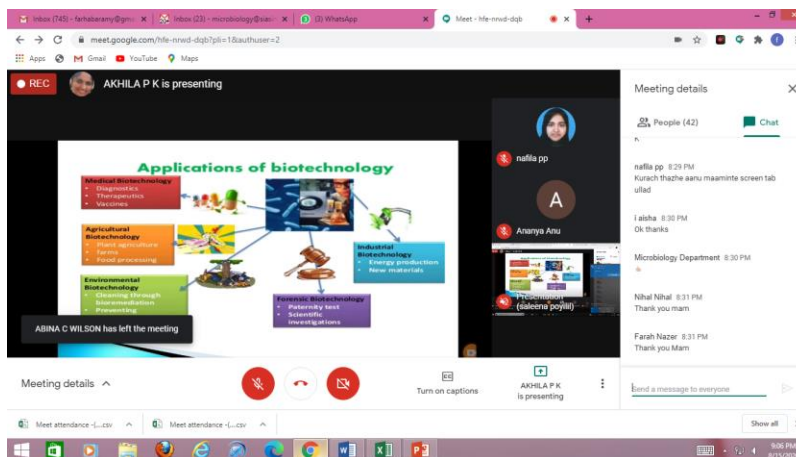 Inbox (745) - farhaberamy@gm
Inbox (23) - microbiology@
(3) WhatsApp
Meet - hfe-nrwd-dqb
meet.google.com/hfe-nrwd-dqb?pli=1&authuser=2
Apps
Gmail
YouTube
Maps
REC
AKHILA P K is presenting
Applications of biotechnology
Medical Biotechnology
• Diagnostics
• Therapeutics
• Vaccines
Agricultural
Biotechnology
• Plant agriculture
• Farms
• Food processing
Environmental
Biotechnology
• Cleaning through
bioremediation
• Preventing
Forensic Biotechnology
• Paternity test
• Scientific
investigations
Industrial
Biotechnology
• Energy production
• New materials
ABINA C WILSON has left the meeting
nafila pp
A
Ananya Anu
Presentation
(saleena poyilil)
Meeting details
People (42)
Chat
nafila pp 8:29 PM
Kurach thazhe aanu maaminte screen tab
ullad
i aisha 8:30 PM
Ok thanks
Microbiology Department 8:30 PM
Nihal Nihal 8:31 PM
Thank you mam
Farah Nazer 8:31 PM
Thank you Mam
Send a message to everyone
Meeting details
Turn on captions
AKHILA P K
is presenting
Meet attendance -(....csv
Meet attendance -(....csv
Show all
9:06 PM